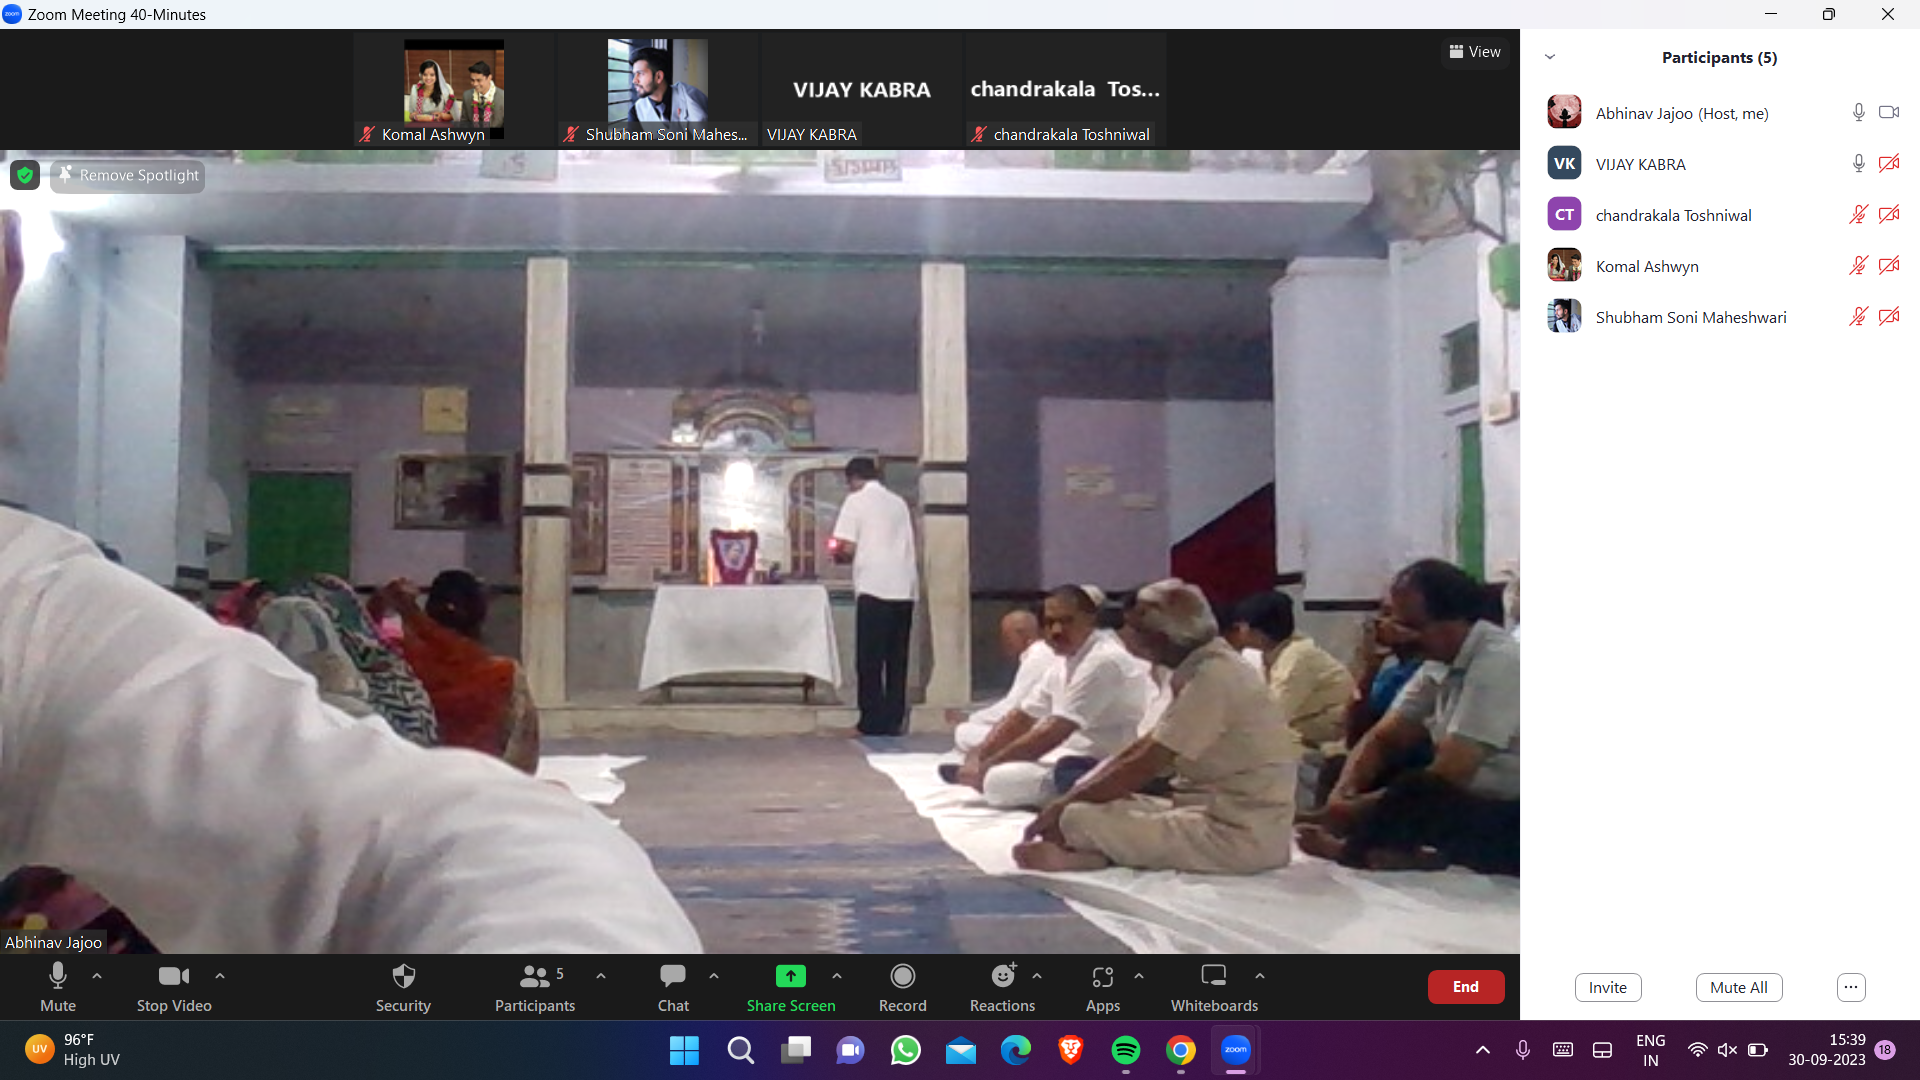 Zoom Meeting 40-Minutes
View
VIJAY KABRA
chandrakala Tos...
Komal Ashwyn
Shubham Soni Mahes...
VIJAY KABRA
chandrakala Toshniwal
Remove Spotlight
Abhinav Jajoo
Participants (5)
Abhinav Jajoo (Host, me)
VK VIJAY KABRA
CT chandrakala Toshniwal
Komal Ashwyn
Shubham Soni Maheshwari
Mute
Stop Video
Security
5
Participants
Chat
Share Screen
Record
Reactions
Apps
Whiteboards
End
Invite
Mute All
...
UV
96°F
High UV
zoom
ENG
IN
15:39
30-09-2023
18